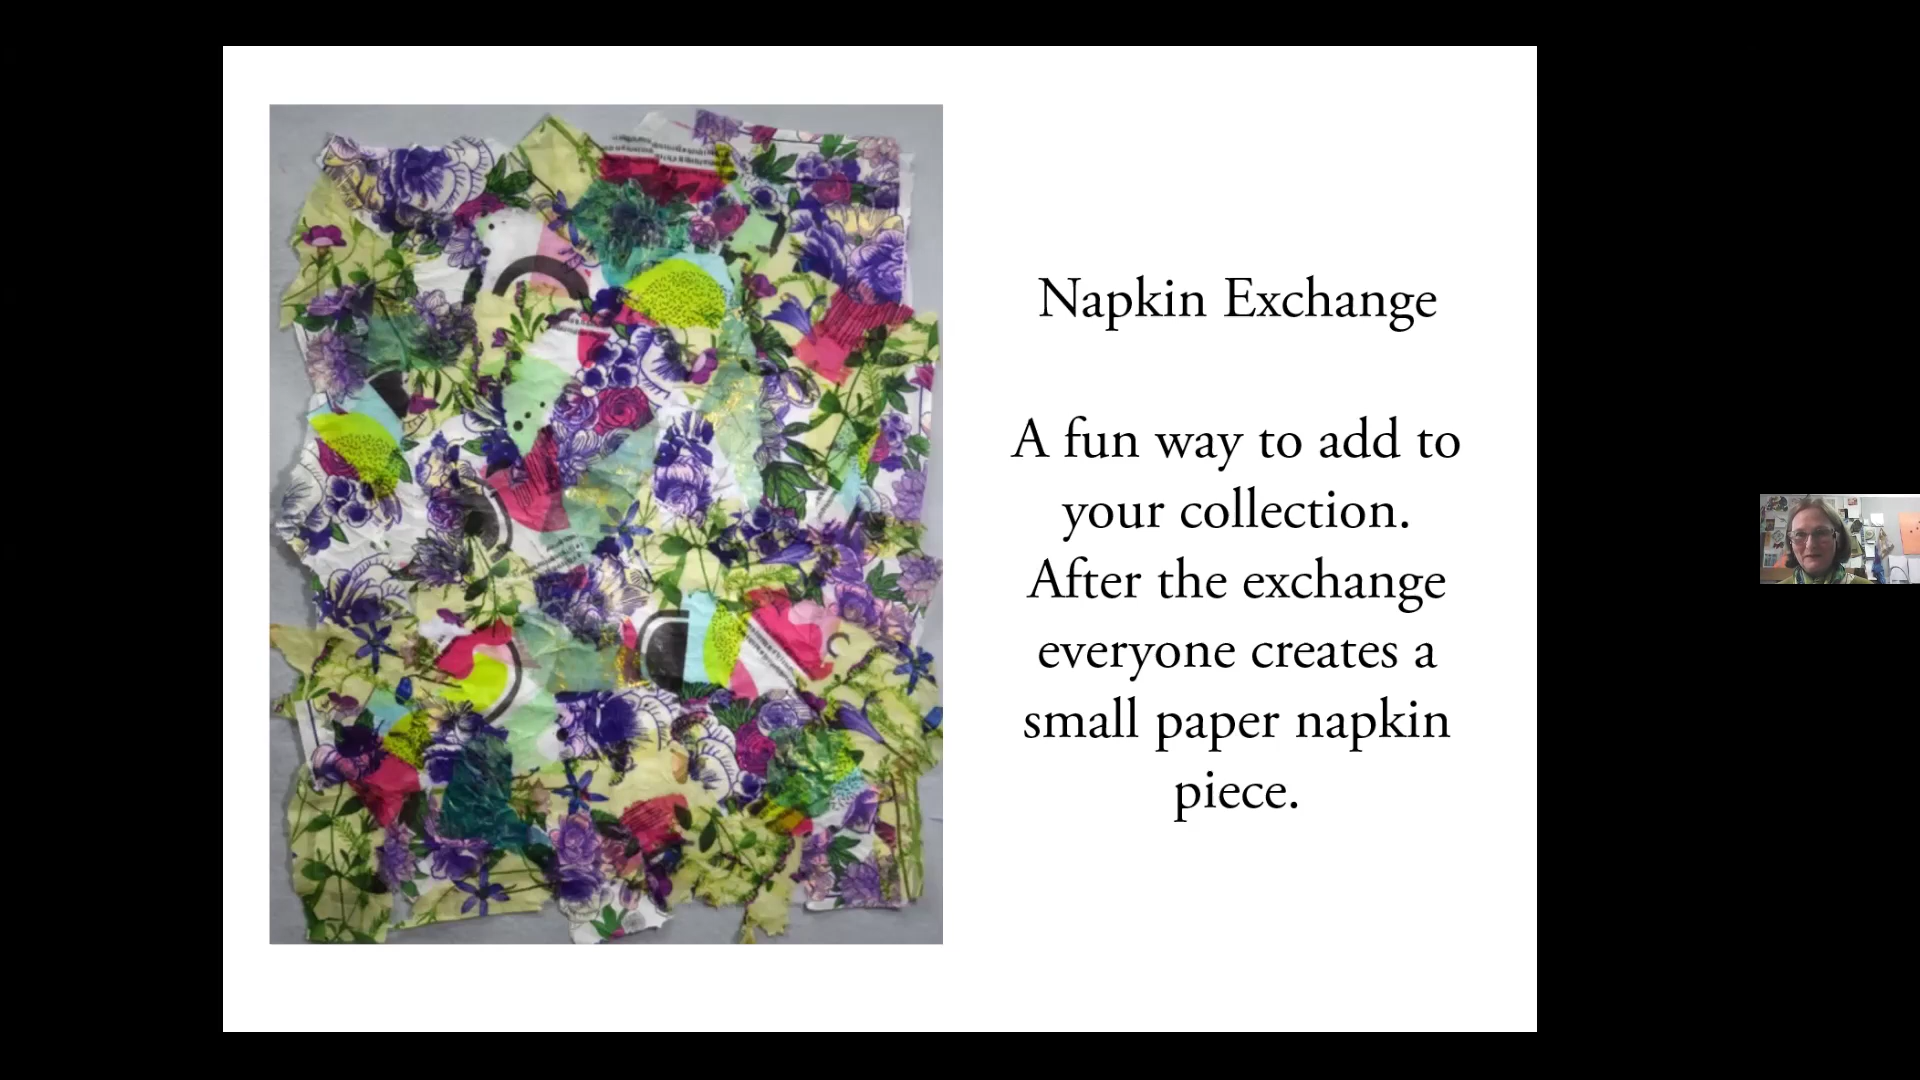 Napkin Exchange
A fun way to add to
your collection.
After the exchange
everyone creates a
small paper napkin
piece.